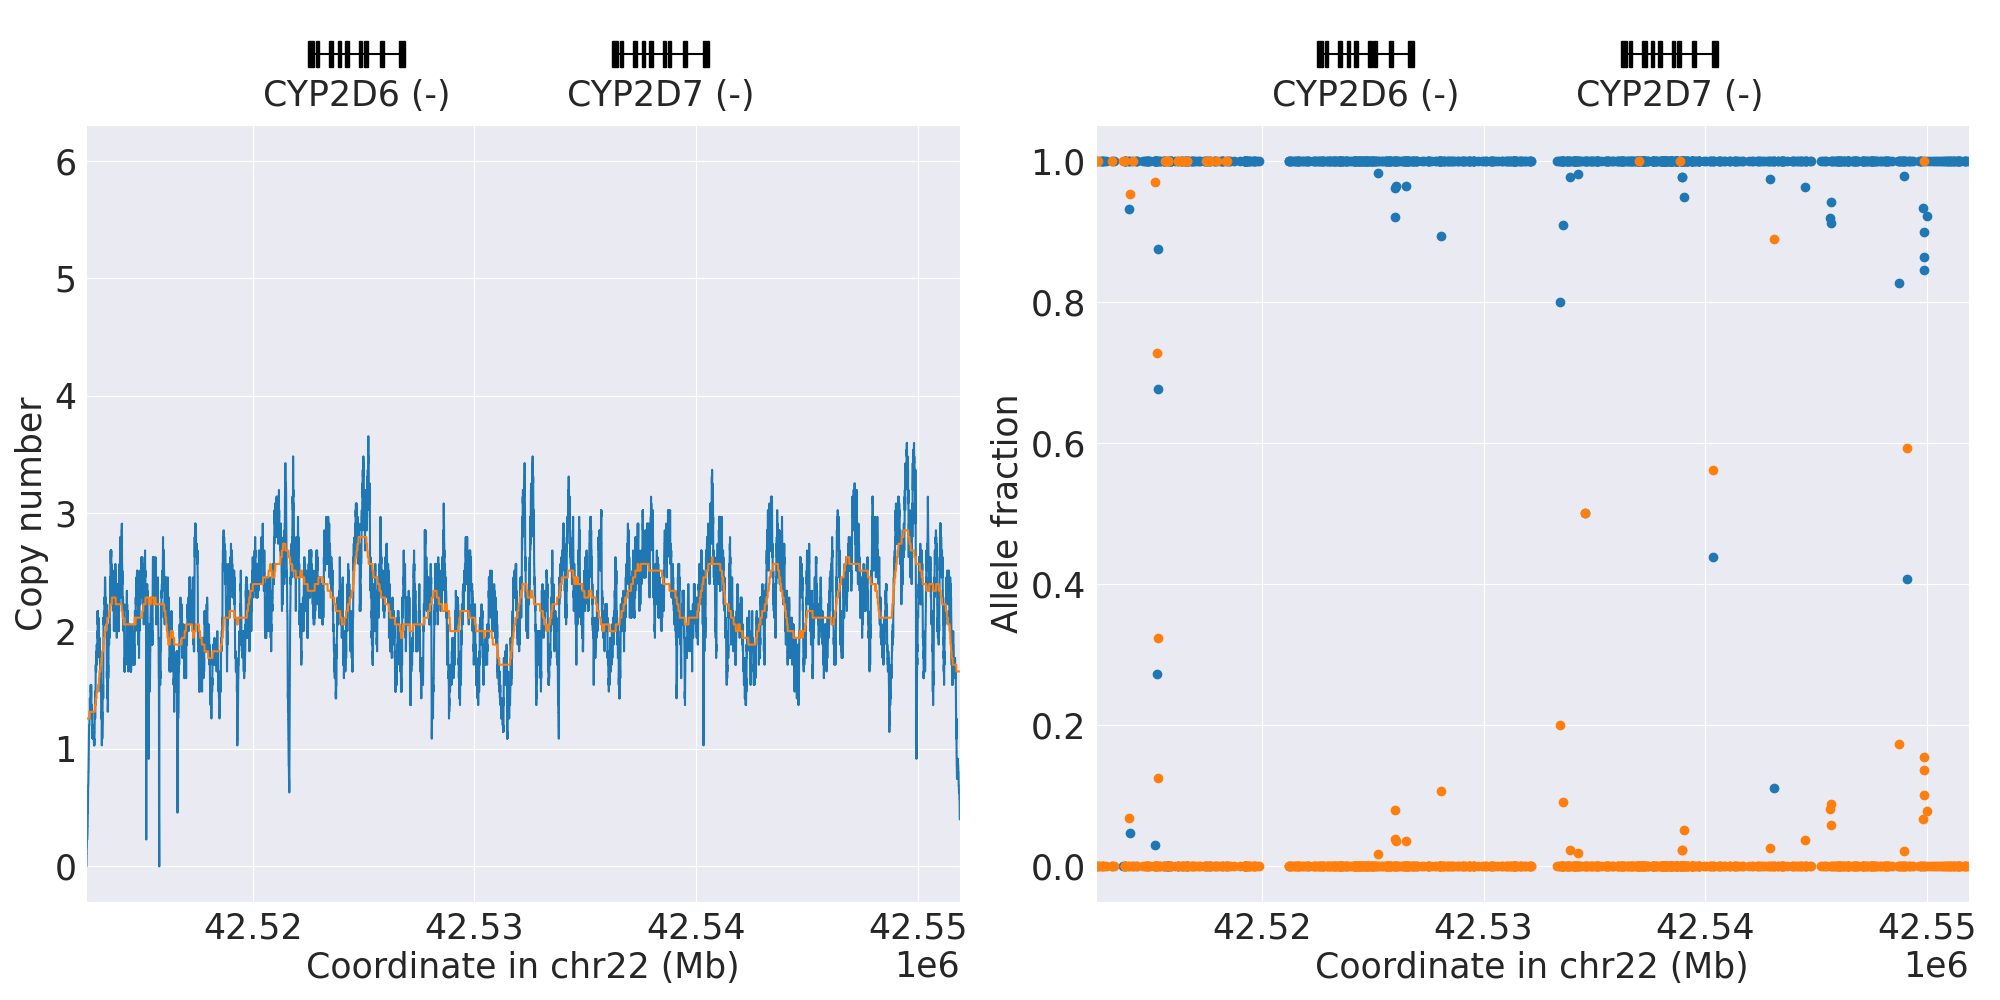 CYP2D6 (-) CYP2D7 (-)
6
5
4
3
2
1
0
Copy number
42.52 42.53 42.54 42.55
Coordinate in chr22 (Mb)
1e6
CYP2D6 (-) CYP2D7 (-)
1.0
0.8
0.6
0.4
0.2
0.0
Allele fraction
42.52 42.53 42.54 42.55
Coordinate in chr22 (Mb)
1e6